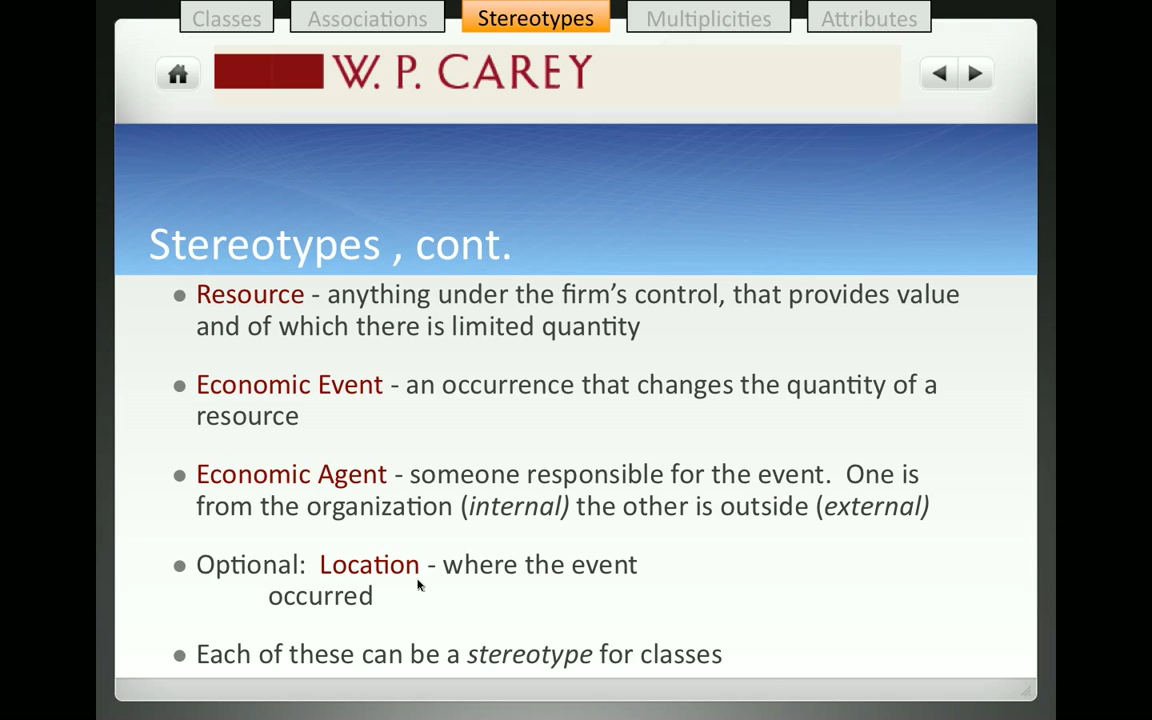 Classes Associations Stereotypes Multiplicities Attributes
W. P. CAREY
Stereotypes , cont.
Resource - anything under the firm’s control, that provides value
and of which there is limited quantity
Economic Event - an occurrence that changes the quantity of a
resource
Economic Agent - someone responsible for the event.  One is
from the organization (internal) the other is outside (external)
Optional:  Location - where the event
occurred
Each of these can be a stereotype for classes